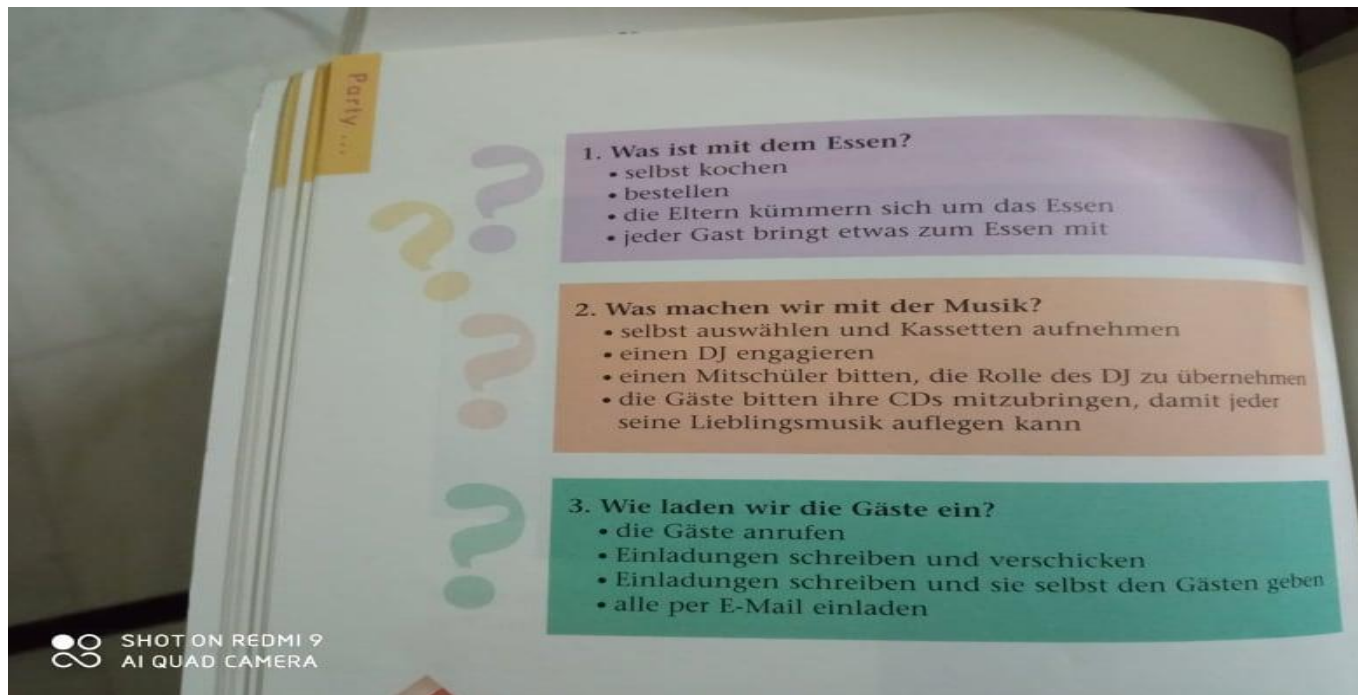 Party...
1. Was ist mit dem Essen?
• selbst kochen
• bestellen
• die Eltern kümmern sich um das Essen
• jeder Gast bringt etwas zum Essen mit
2. Was machen wir mit der Musik?
• selbst auswählen und Kassetten aufnehmen
• einen DJ engagieren
• einen Mitschüler bitten, die Rolle des DJ zu übernehmen
• die Gäste bitten ihre CDs mitzubringen, damit jeder
seine Lieblingsmusik auflegen kann
3. Wie laden wir die Gäste ein?
• die Gäste anrufen
• Einladungen schreiben und verschicken
• Einladungen schreiben und sie selbst den Gästen geben
• alle per E-Mail einladen
SHOT ON REDMI 9
AI QUAD CAMERA